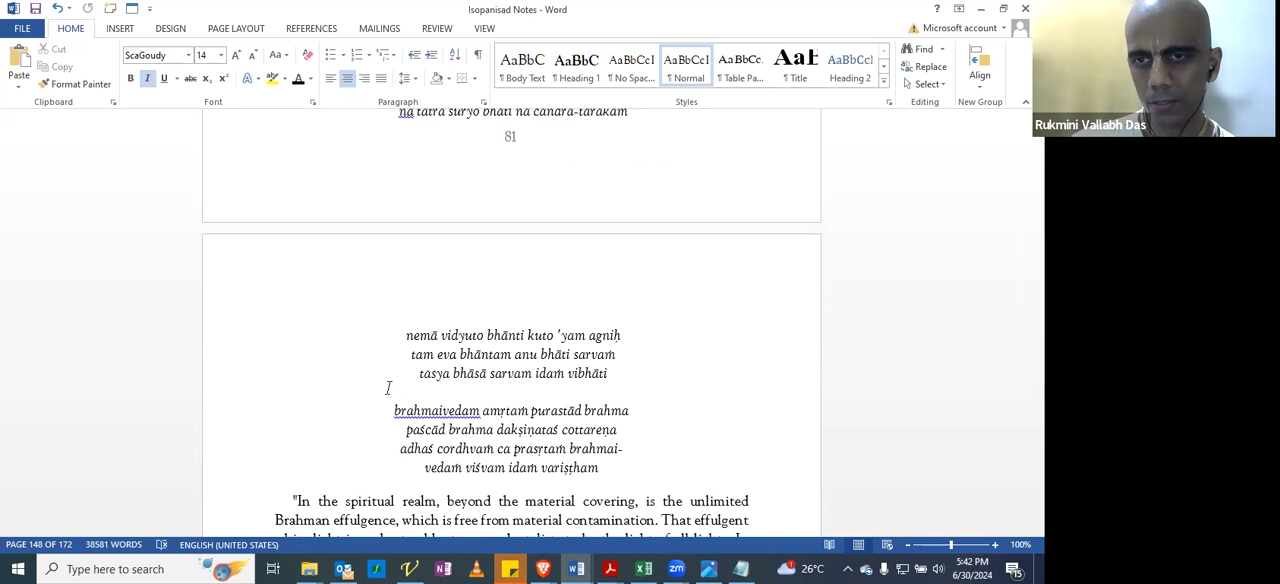 Isopanisad Notes - Word
FILE HOME INSERT DESIGN PAGE LAYOUT REFERENCES MAILINGS REVIEW VIEW Microsoft account
Paste
Cut
Copy
Format Painter
Clipboard
ScaGoudy 14
Font
Paragraph
AaBbC AaBbC AaBbCcI AaBbCcI AaBbCc. AaB AaBbCcI
¶ Body Text Heading 1 ¶ No Spac... ¶ Normal ¶ Table Pa... ¶ Title Heading 2
Styles
Find
Replace
Select
Editing
Align
New Group
Rukmini Vallabh Das
na tatra sūryo bhāti na candra-tārakaṁ
81
nemā vidyuto bhānti kuto 'yam agniḥ
tam eva bhāntam anu bhāti sarvaṁ
tasya bhāsā sarvam idaṁ vibhāti
brahmaivedam amṛtaṁ purastād brahma
paścād brahma dakṣiṇataś cottareṇa
adhaś cordhvaṁ ca prasṛtaṁ brahmai-
vedaṁ viśvam idaṁ variṣṭham
"In the spiritual realm, beyond the material covering, is the unlimited
Brahman effulgence, which is free from material contamination. That effulgent
PAGE 148 OF 172 38581 WORDS ENGLISH (UNITED STATES) 100%
Type here to search
26°C
5:42 PM
6/30/2024
15